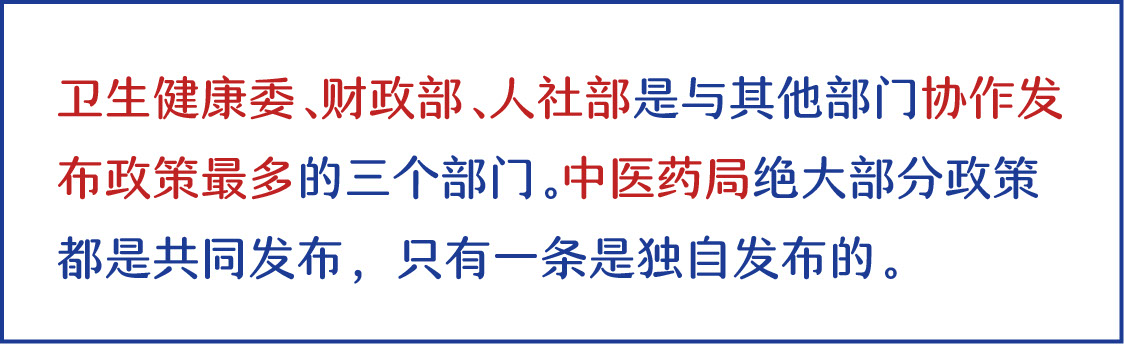 卫生健康委、财政部、人社部是与其他部门协作发
布政策最多的三个部门。中医药局绝大部分政策
都是共同发布，只有一条是独自发布的。